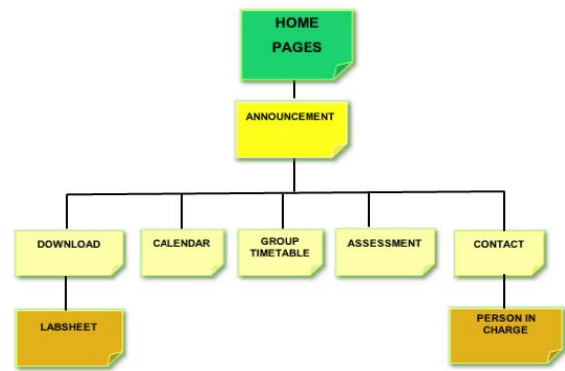 HOME
PAGES
ANNOUNCEMENT
DOWNLOAD
CALENDAR
GROUP
TIMETABLE
ASSESSMENT
CONTACT
LABSHEET
PERSON IN
CHARGE